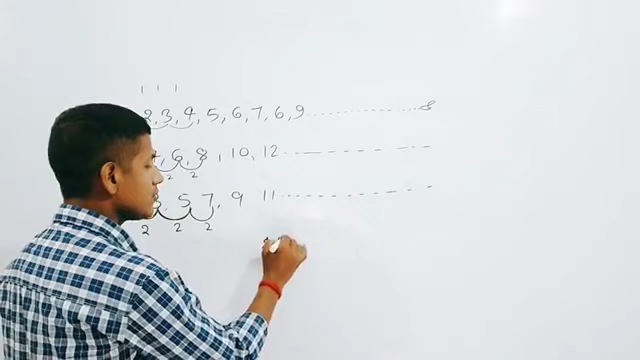 1 1 1
2,3,4,5,6,7,6,9..............∞
,6,8,10,12
2 2
3,5,7,9 11
2 2 2